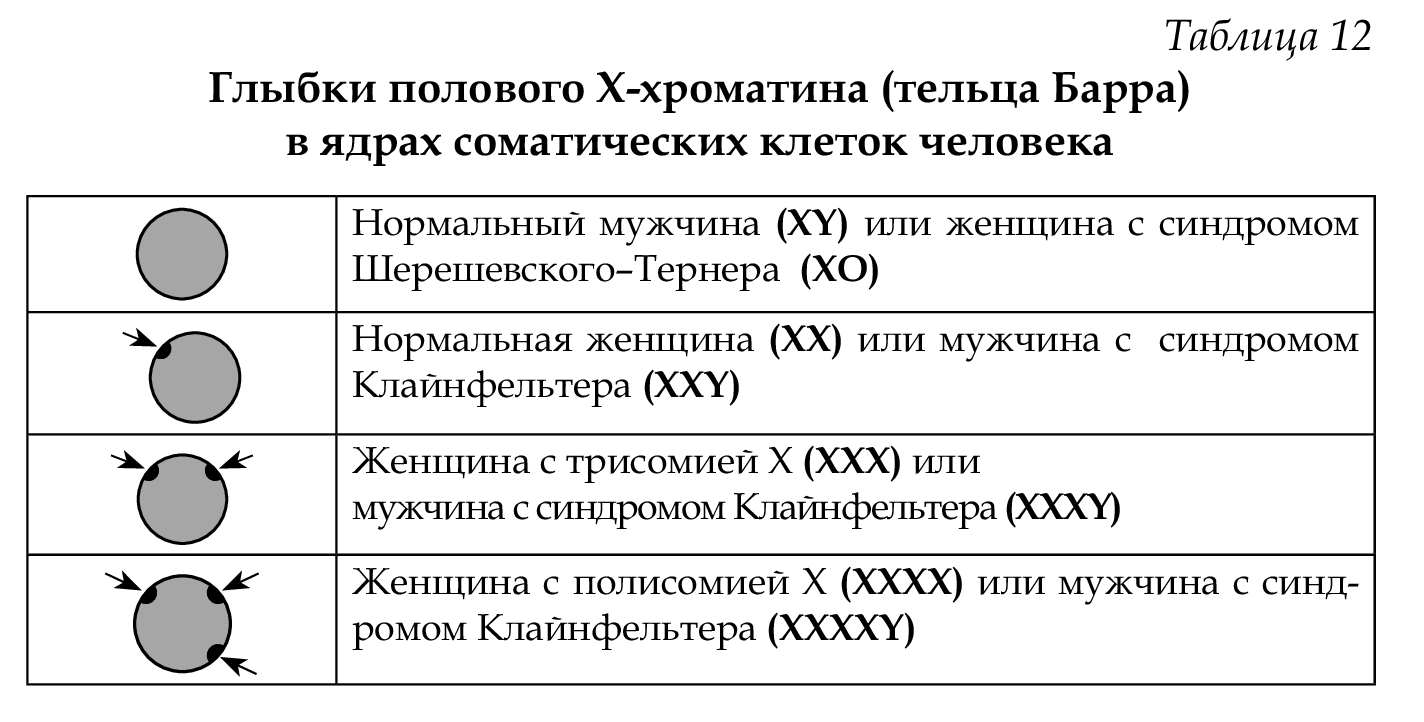 Таблица 12
Глыбки полового Х-хроматина (тельца Барра)
в ядрах соматических клеток человека
Нормальный мужчина (XY) или женщина с синдромом
Шерешевского–Тернера (XO)
Нормальная женщина (XX) или мужчина с синдромом
Клайнфельтера (XXY)
Женщина с трисомией X (XXX) или
мужчина с синдромом Клайнфельтера (XXXY)
Женщина с полисомией X (XXXX) или мужчина с синд-
ромом Клайнфельтера (XXXXY)